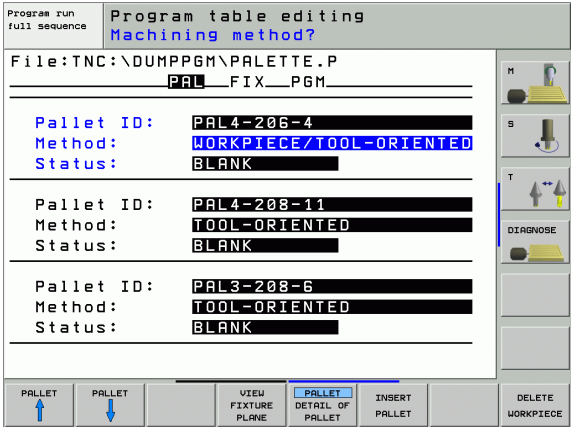 Program run
full sequence
Program table editing
Machining method?
File:TNC:\DUMPPGM\PALETTE.P
PAL__FIX__PGM
Pallet ID: PAL4-206-4
Method: WORKPIECE/TOOL-ORIENTED
Status: BLANK
Pallet ID: PAL4-208-11
Method: TOOL-ORIENTED
Status: BLANK
Pallet ID: PAL3-208-6
Method: TOOL-ORIENTED
Status: BLANK
M
S
T
DIAGNOSE
PALLET
PALLET
VIEW
FIXTURE
PLANE
PALLET
DETAIL OF
PALLET
INSERT
PALLET
DELETE
WORKPIECE